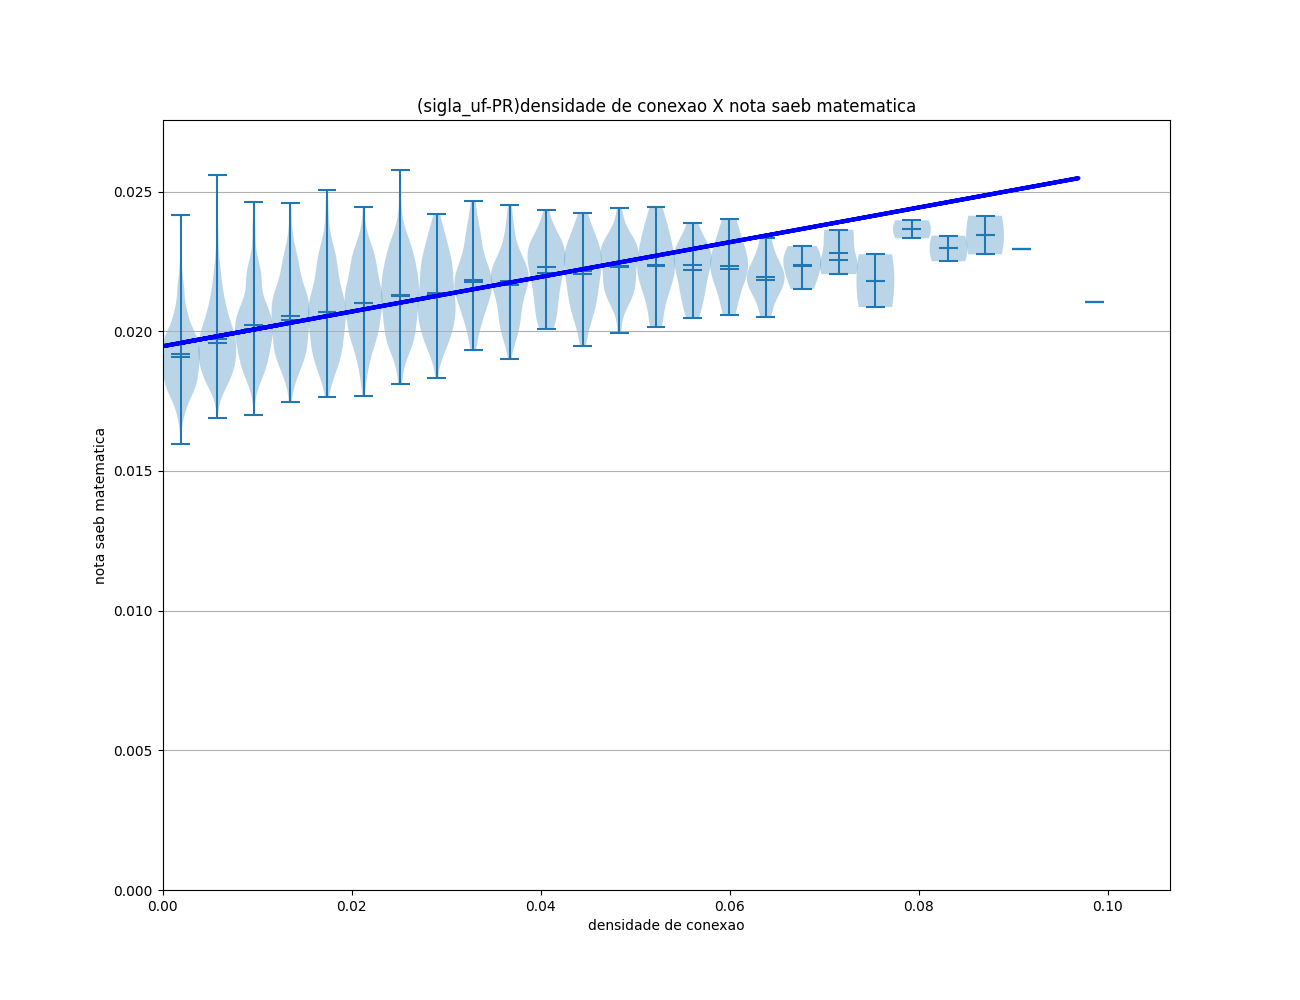 (sigla_uf-PR)densidade de conexao X nota saeb matematica
0.025
0.020
0.015
0.010
0.005
0.000
nota saeb matematica
0.00 0.02 0.04 0.06 0.08 0.10
densidade de conexao